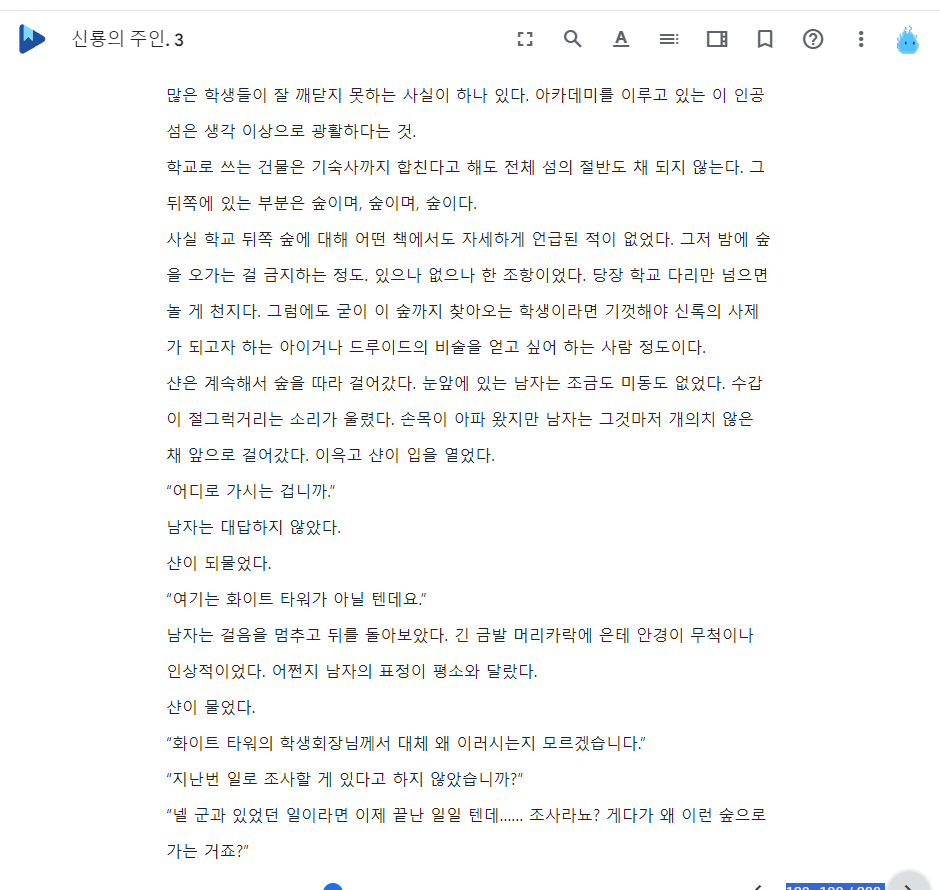 신룡의 주인. 3
많은 학생들이 잘 깨닫지 못하는 사실이 하나 있다. 아카데미를 이루고 있는 이 인공
섬은 생각 이상으로 광활하다는 것.
학교로 쓰는 건물은 기숙사까지 합친다고 해도 전체 섬의 절반도 채 되지 않는다. 그
뒤쪽에 있는 부분은 숲이며, 숲이며, 숲이다.
사실 학교 뒤쪽 숲에 대해 어떤 책에서도 자세하게 언급된 적이 없었다. 그저 밤에 숲
을 오가는 걸 금지하는 정도. 있으나 없으나 한 조항이었다. 당장 학교 다리만 넘으면
놀 게 천지다. 그럼에도 굳이 이 숲까지 찾아오는 학생이라면 기껏해야 신록의 사제
가 되고자 하는 아이거나 드루이드의 비술을 얻고 싶어 하는 사람 정도이다.
샨은 계속해서 숲을 따라 걸어갔다. 눈앞에 있는 남자는 조금도 미동도 없었다. 수갑
이 절그럭거리는 소리가 울렸다. 손목이 아파 왔지만 남자는 그것마저 개의치 않은
채 앞으로 걸어갔다. 이윽고 샨이 입을 열었다.
“어디로 가시는 겁니까.”
남자는 대답하지 않았다.
샨이 되물었다.
“여기는 화이트 타워가 아닐 텐데요.”
남자는 걸음을 멈추고 뒤를 돌아보았다. 긴 금발 머리카락에 은테 안경이 무척이나
인상적이었다. 어쩐지 남자의 표정이 평소와 달랐다.
샨이 물었다.
“화이트 타워의 학생회장님께서 대체 왜 이러시는지 모르겠습니다.”
“지난번 일로 조사할 게 있다고 하지 않았습니까?”
“넬 군과 있었던 일이라면 이제 끝난 일일 텐데…… 조사라뇨? 게다가 왜 이런 숲으로
가는 거죠?”